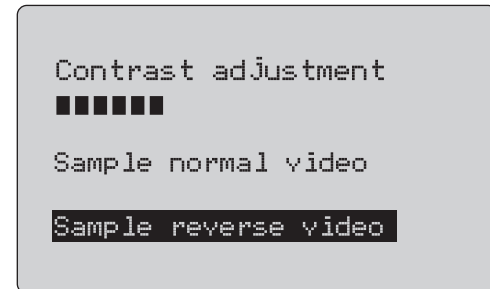 Contrast adjustment
Sample normal video
Sample reverse video